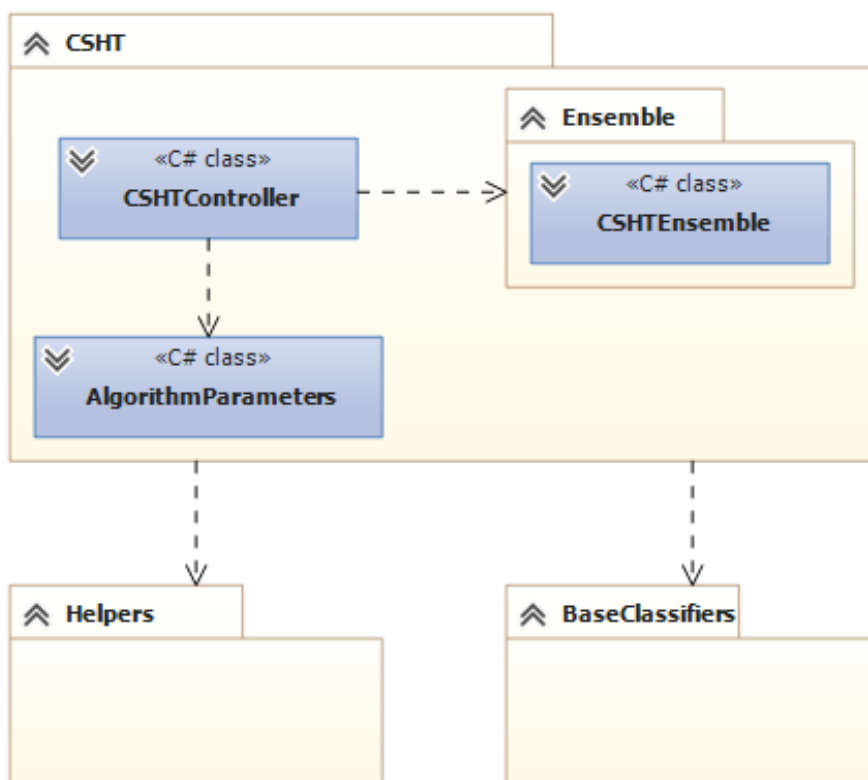 CSHT
Ensemble
«C# class»
CSHTController
«C# class»
CSHTEnsemble
«C# class»
AlgorithmParameters
Helpers
BaseClassifiers